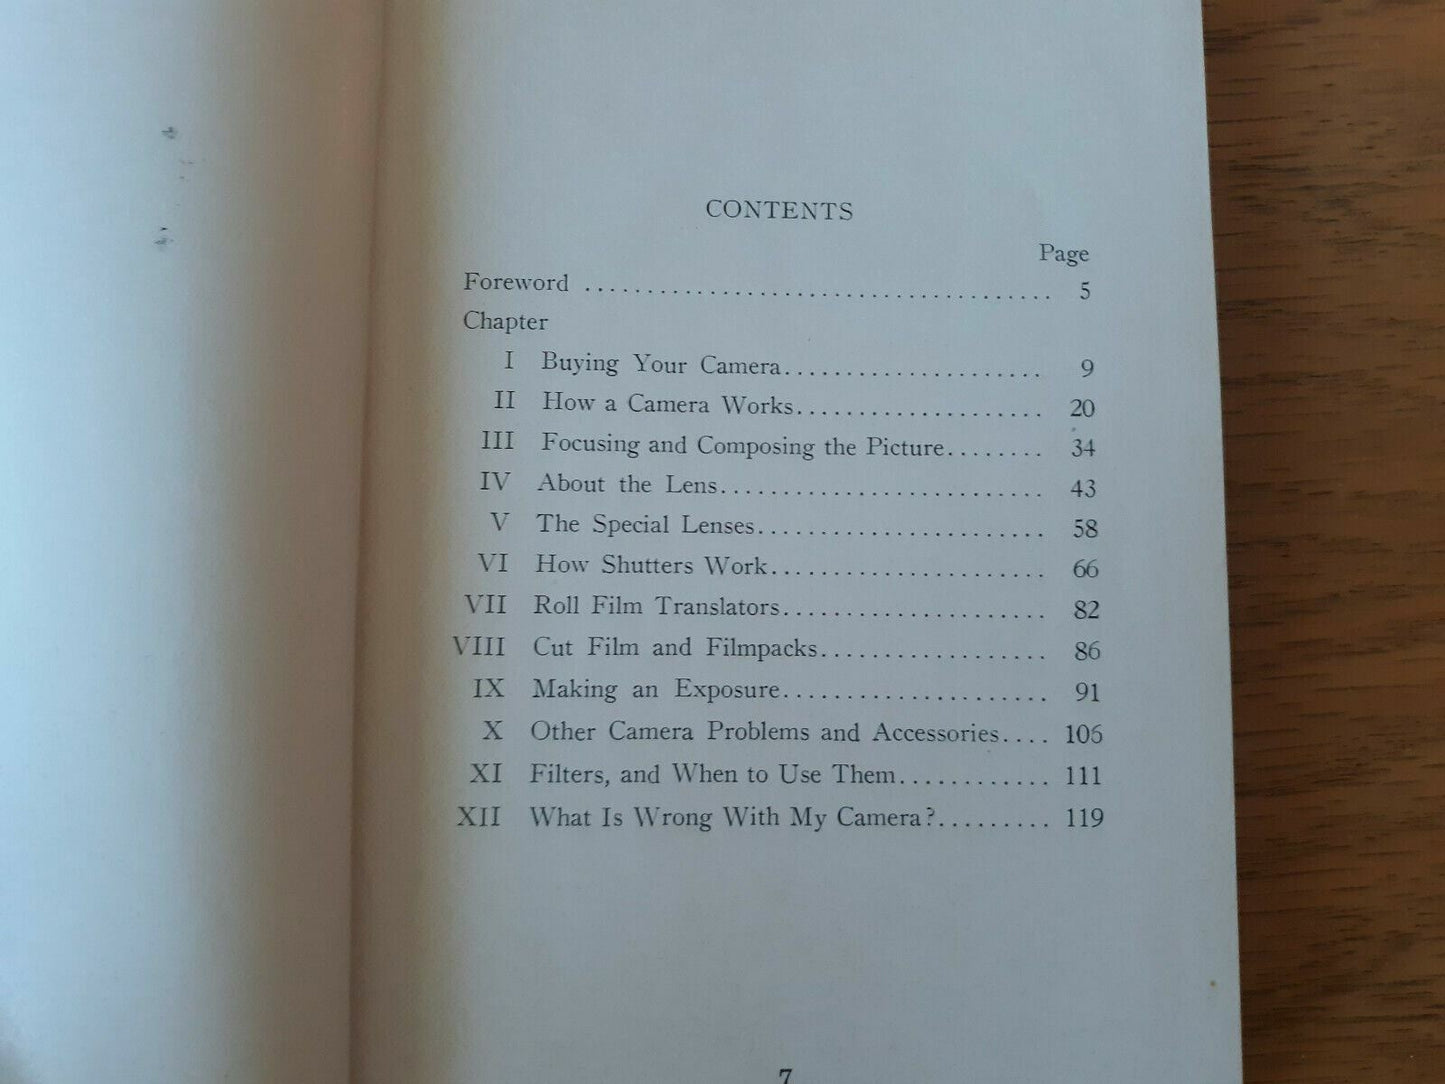 CONTENTS
Page
Foreword ...................................... 5
Chapter
I Buying Your Camera..................... 9
II How a Camera Works.................... 20
III Focusing and Composing the Picture........ 34
IV About the Lens.......................... 43
V The Special Lenses....................... 58
VI How Shutters Work...................... 66
VII Roll Film Translators..................... 82
VIII Cut Film and Filmpacks.................. 86
IX Making an Exposure..................... 91
X Other Camera Problems and Accessories.... 106
XI Filters, and When to Use Them............ 111
XII What Is Wrong With My Camera?......... 119
7